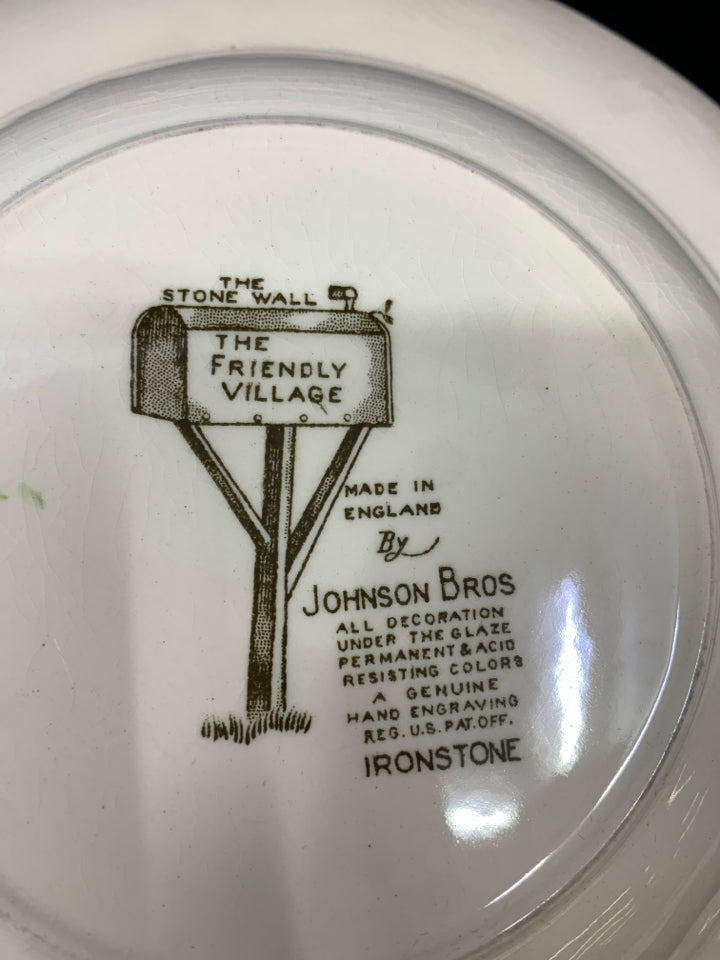 THE
STONE WALL
THE
FRIENDLY
VILLAGE
MADE IN
ENGLAND
By
JOHNSON BROS
ALL DECORATION
UNDER THE GLAZE
PERMANENT & ACID
RESISTING COLORS
A GENUINE
HAND ENGRAVING
REG. U.S. PAT. OFF.
IRONSTONE